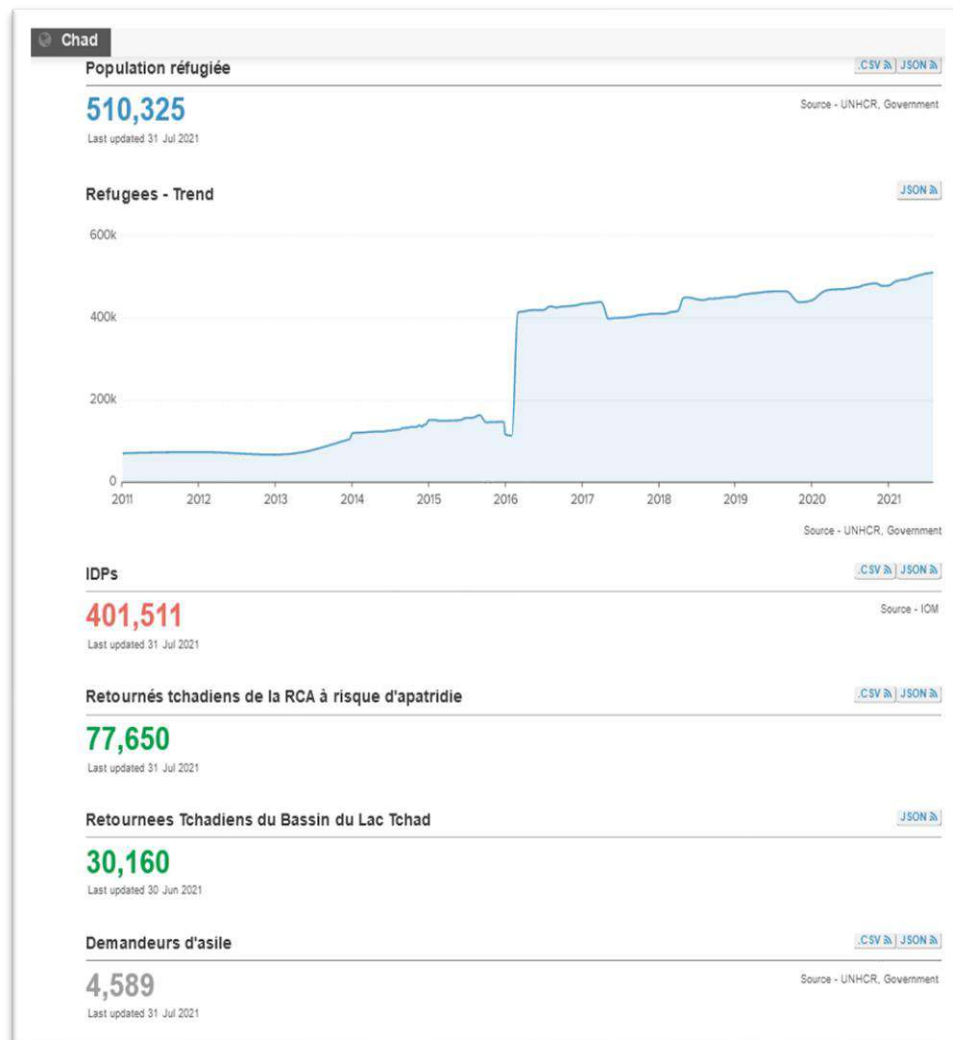 Chad
Population réfugiée
.CSV JSON
510,325
Source - UNHCR, Government
Last updated 31 Jul 2021
Refugees - Trend
JSON
600k
400k
200k
0
2011 2012 2013 2014 2015 2016 2017 2018 2019 2020 2021
Source - UNHCR, Government
IDPs
.CSV JSON
401,511
Source - IOM
Last updated 31 Jul 2021
Retournés tchadiens de la RCA à risque d'apatridie
.CSV JSON
77,650
Last updated 31 Jul 2021
Retournees Tchadiens du Bassin du Lac Tchad
JSON
30,160
Last updated 30 Jun 2021
Demandeurs d'asile
.CSV JSON
4,589
Source - UNHCR, Government
Last updated 31 Jul 2021